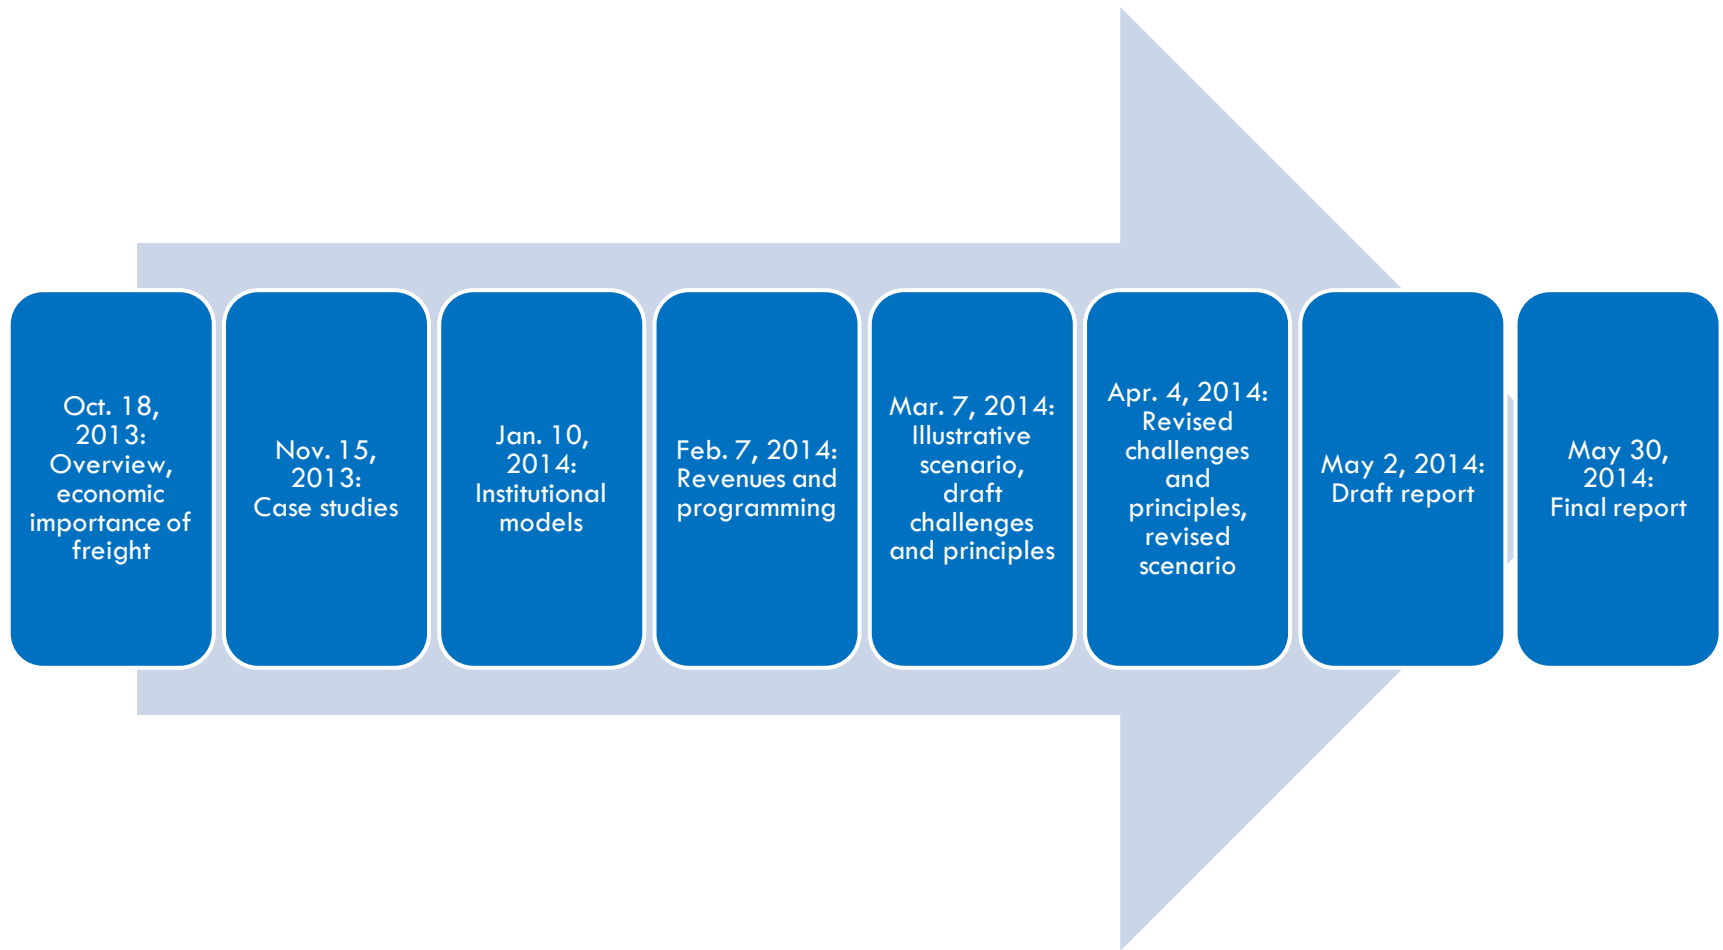 Oct. 18,
2013:
Overview,
economic
importance of
freight
Nov. 15,
2013:
Case studies
Jan. 10,
2014:
Institutional
models
Feb. 7, 2014:
Revenues and
programming
Mar. 7, 2014:
Illustrative
scenario,
draft
challenges
and principles
Apr. 4, 2014:
Revised
challenges
and
principles,
revised
scenario
May 2, 2014:
Draft report
May 30,
2014:
Final report